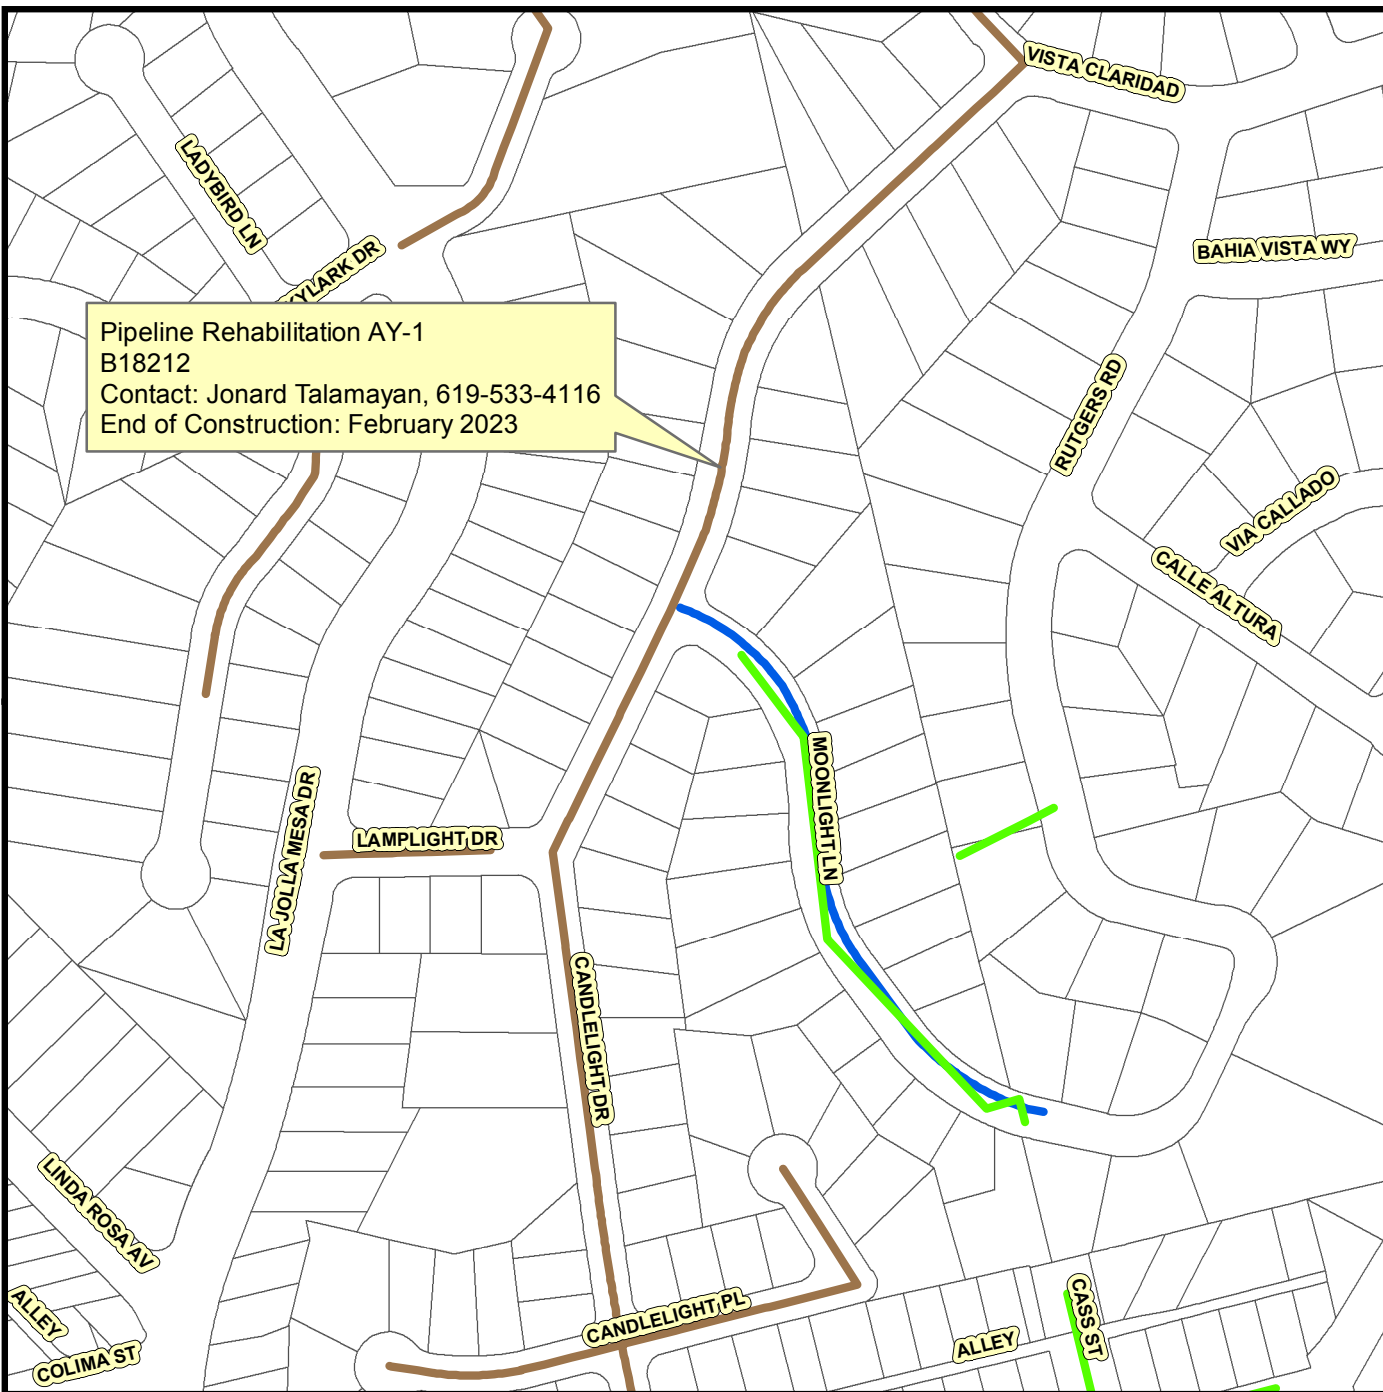 VISTA CLARIDAD
LADYBIRD LN
KYLARK DR
BAHIA VISTA WY
Pipeline Rehabilitation AY-1
B18212
Contact: Jonard Talamayan, 619-533-4116
End of Construction: February 2023
RUTGERS RD
VIA CALLADO
CALLE ALTURA
MOONLIGHT LN
LA JOLLA MESA DR
LAMPLIGHT DR
CANDLELIGHT DR
LINDA ROSA AV
ALLEY
COLIMA ST
CANDLELIGHT PL
ALLEY
CASS ST